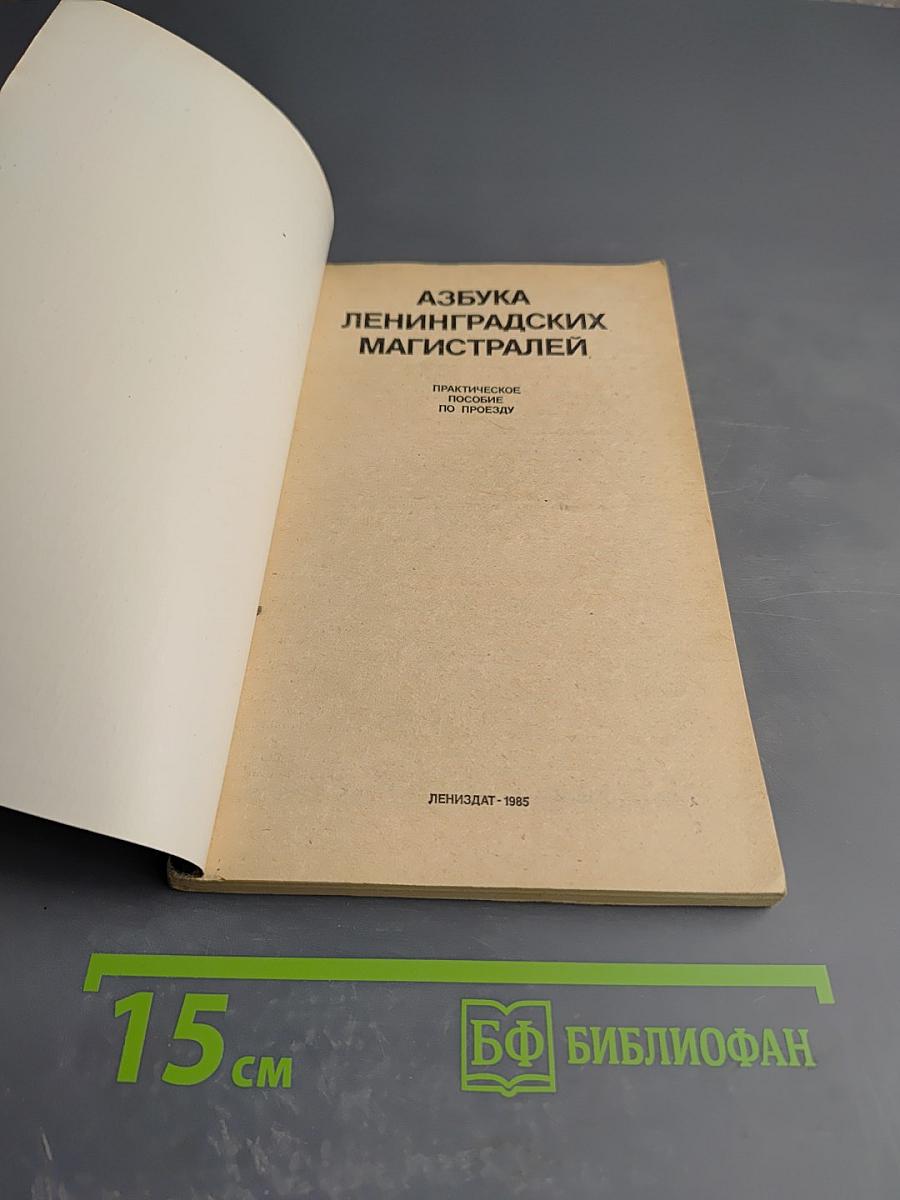 АЗБУКА
ЛЕНИНГРАДСКИХ
МАГИСТРАЛЕЙ
ПРАКТИЧЕСКОЕ
ПОСОБИЕ
ПО ПРОЕЗДУ
ЛЕНИЗДАТ - 1985
15 см
БФ БИБЛИОФАН